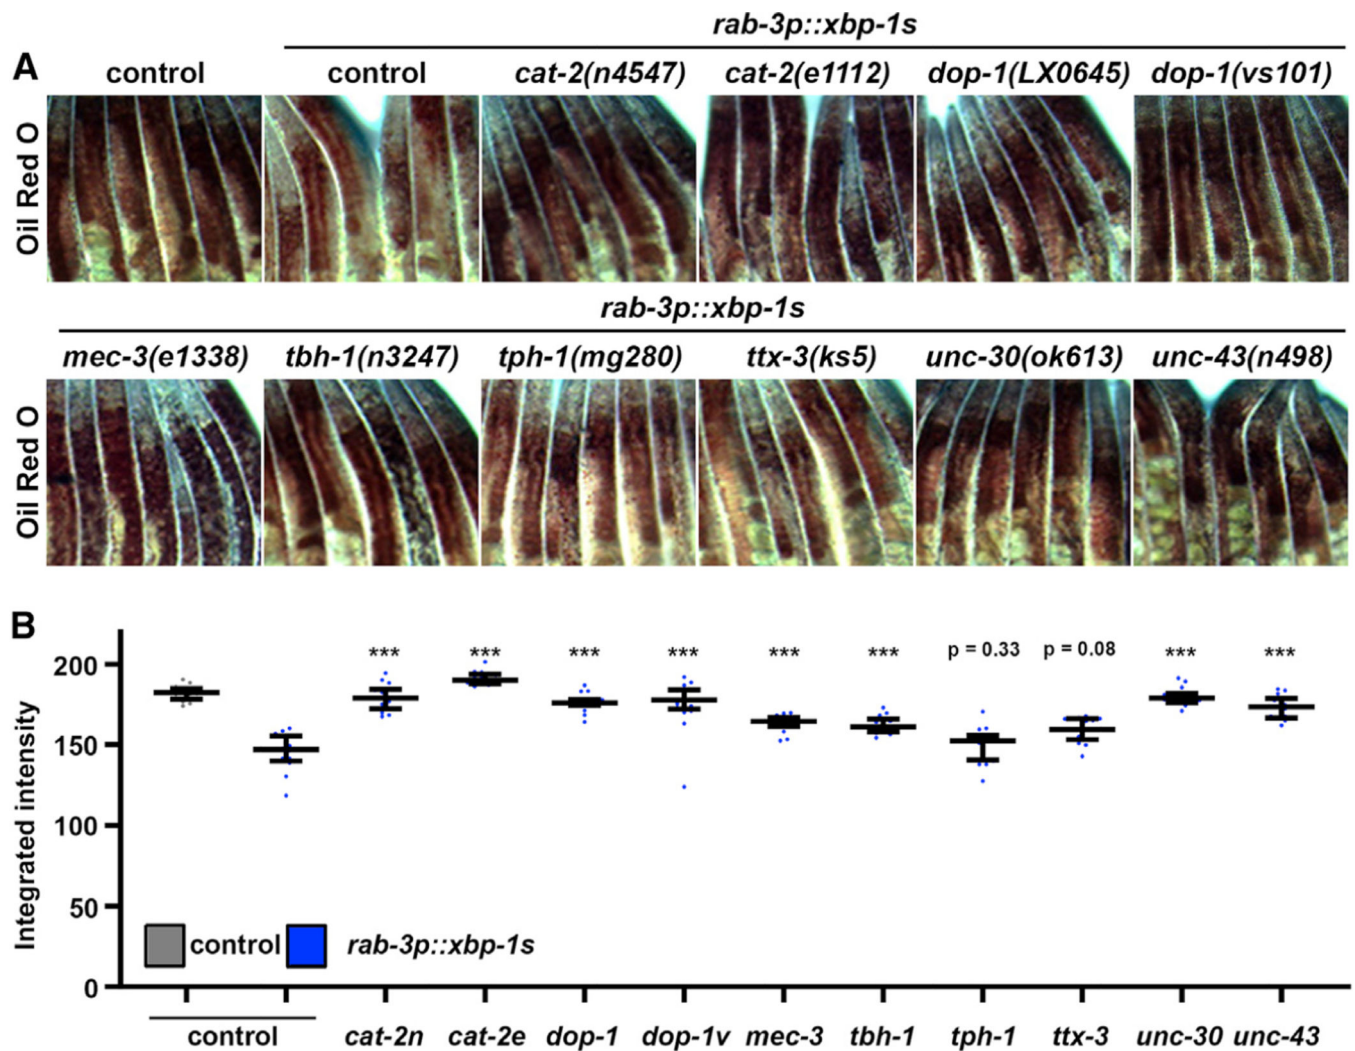 rab-3p::xbp-1s
A
control control cat-2(n4547) cat-2(e1112) dop-1(LX0645) dop-1(vs101)
Oil Red O
rab-3p::xbp-1s
mec-3(e1338) tbh-1(n3247) tph-1(mg280) ttx-3(ks5) unc-30(ok613) unc-43(n498)
Oil Red O
B
Integrated intensity
200
150
100
50
0
*** *** *** *** *** *** p = 0.33 p = 0.08 *** ***
control rab-3p::xbp-1s
control cat-2n cat-2e dop-1 dop-1v mec-3 tbh-1 tph-1 ttx-3 unc-30 unc-43